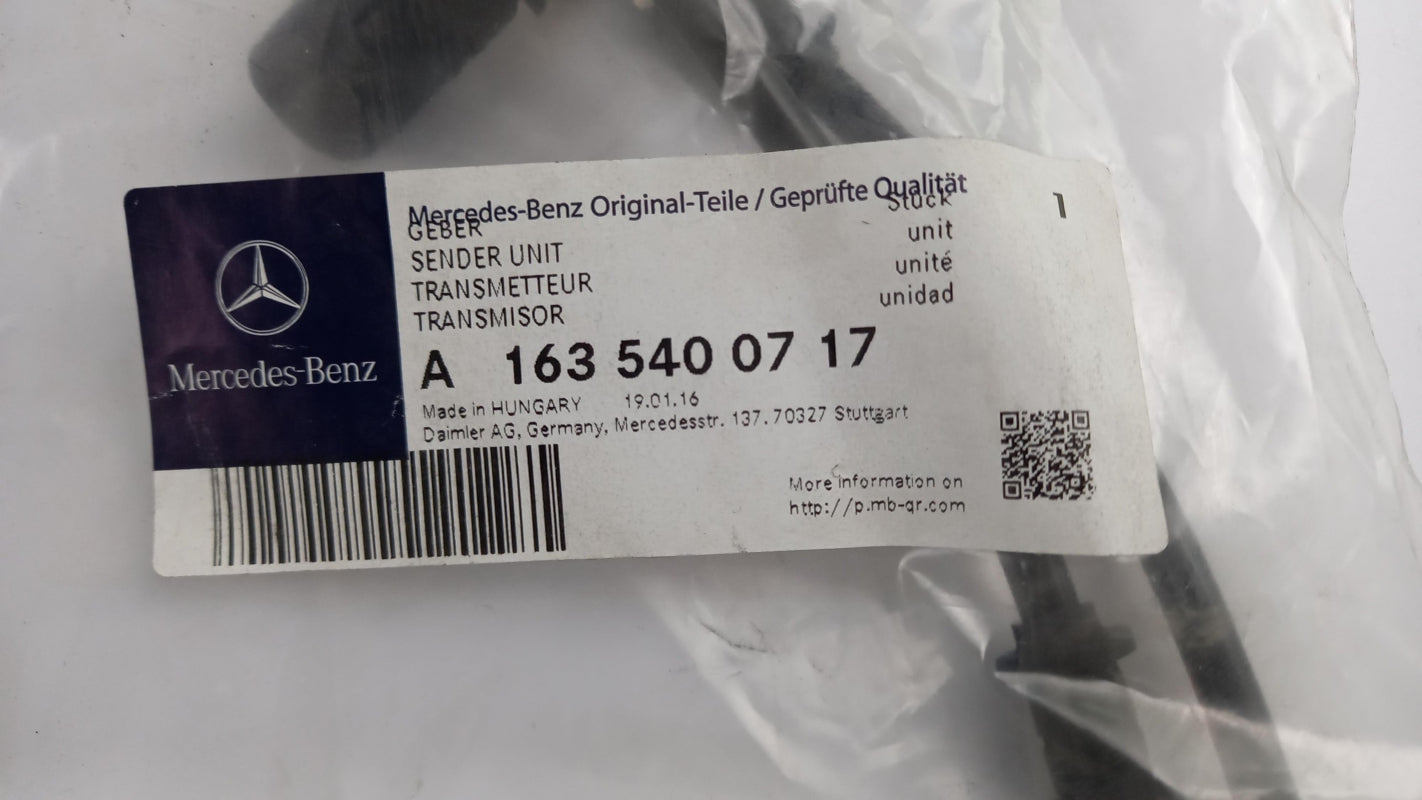 Mercedes-Benz
Mercedes-Benz Original-Teile / Geprüfte Qualität
GEBER Stück 1
SENDER UNIT unit
TRANSMETTEUR unité
TRANSMISOR unidad
A 163 540 07 17
Made in HUNGARY 19.01.16
Daimler AG, Germany, Mercedesstr. 137. 70327 Stuttgart
More information on
http://p.mb-qr.com